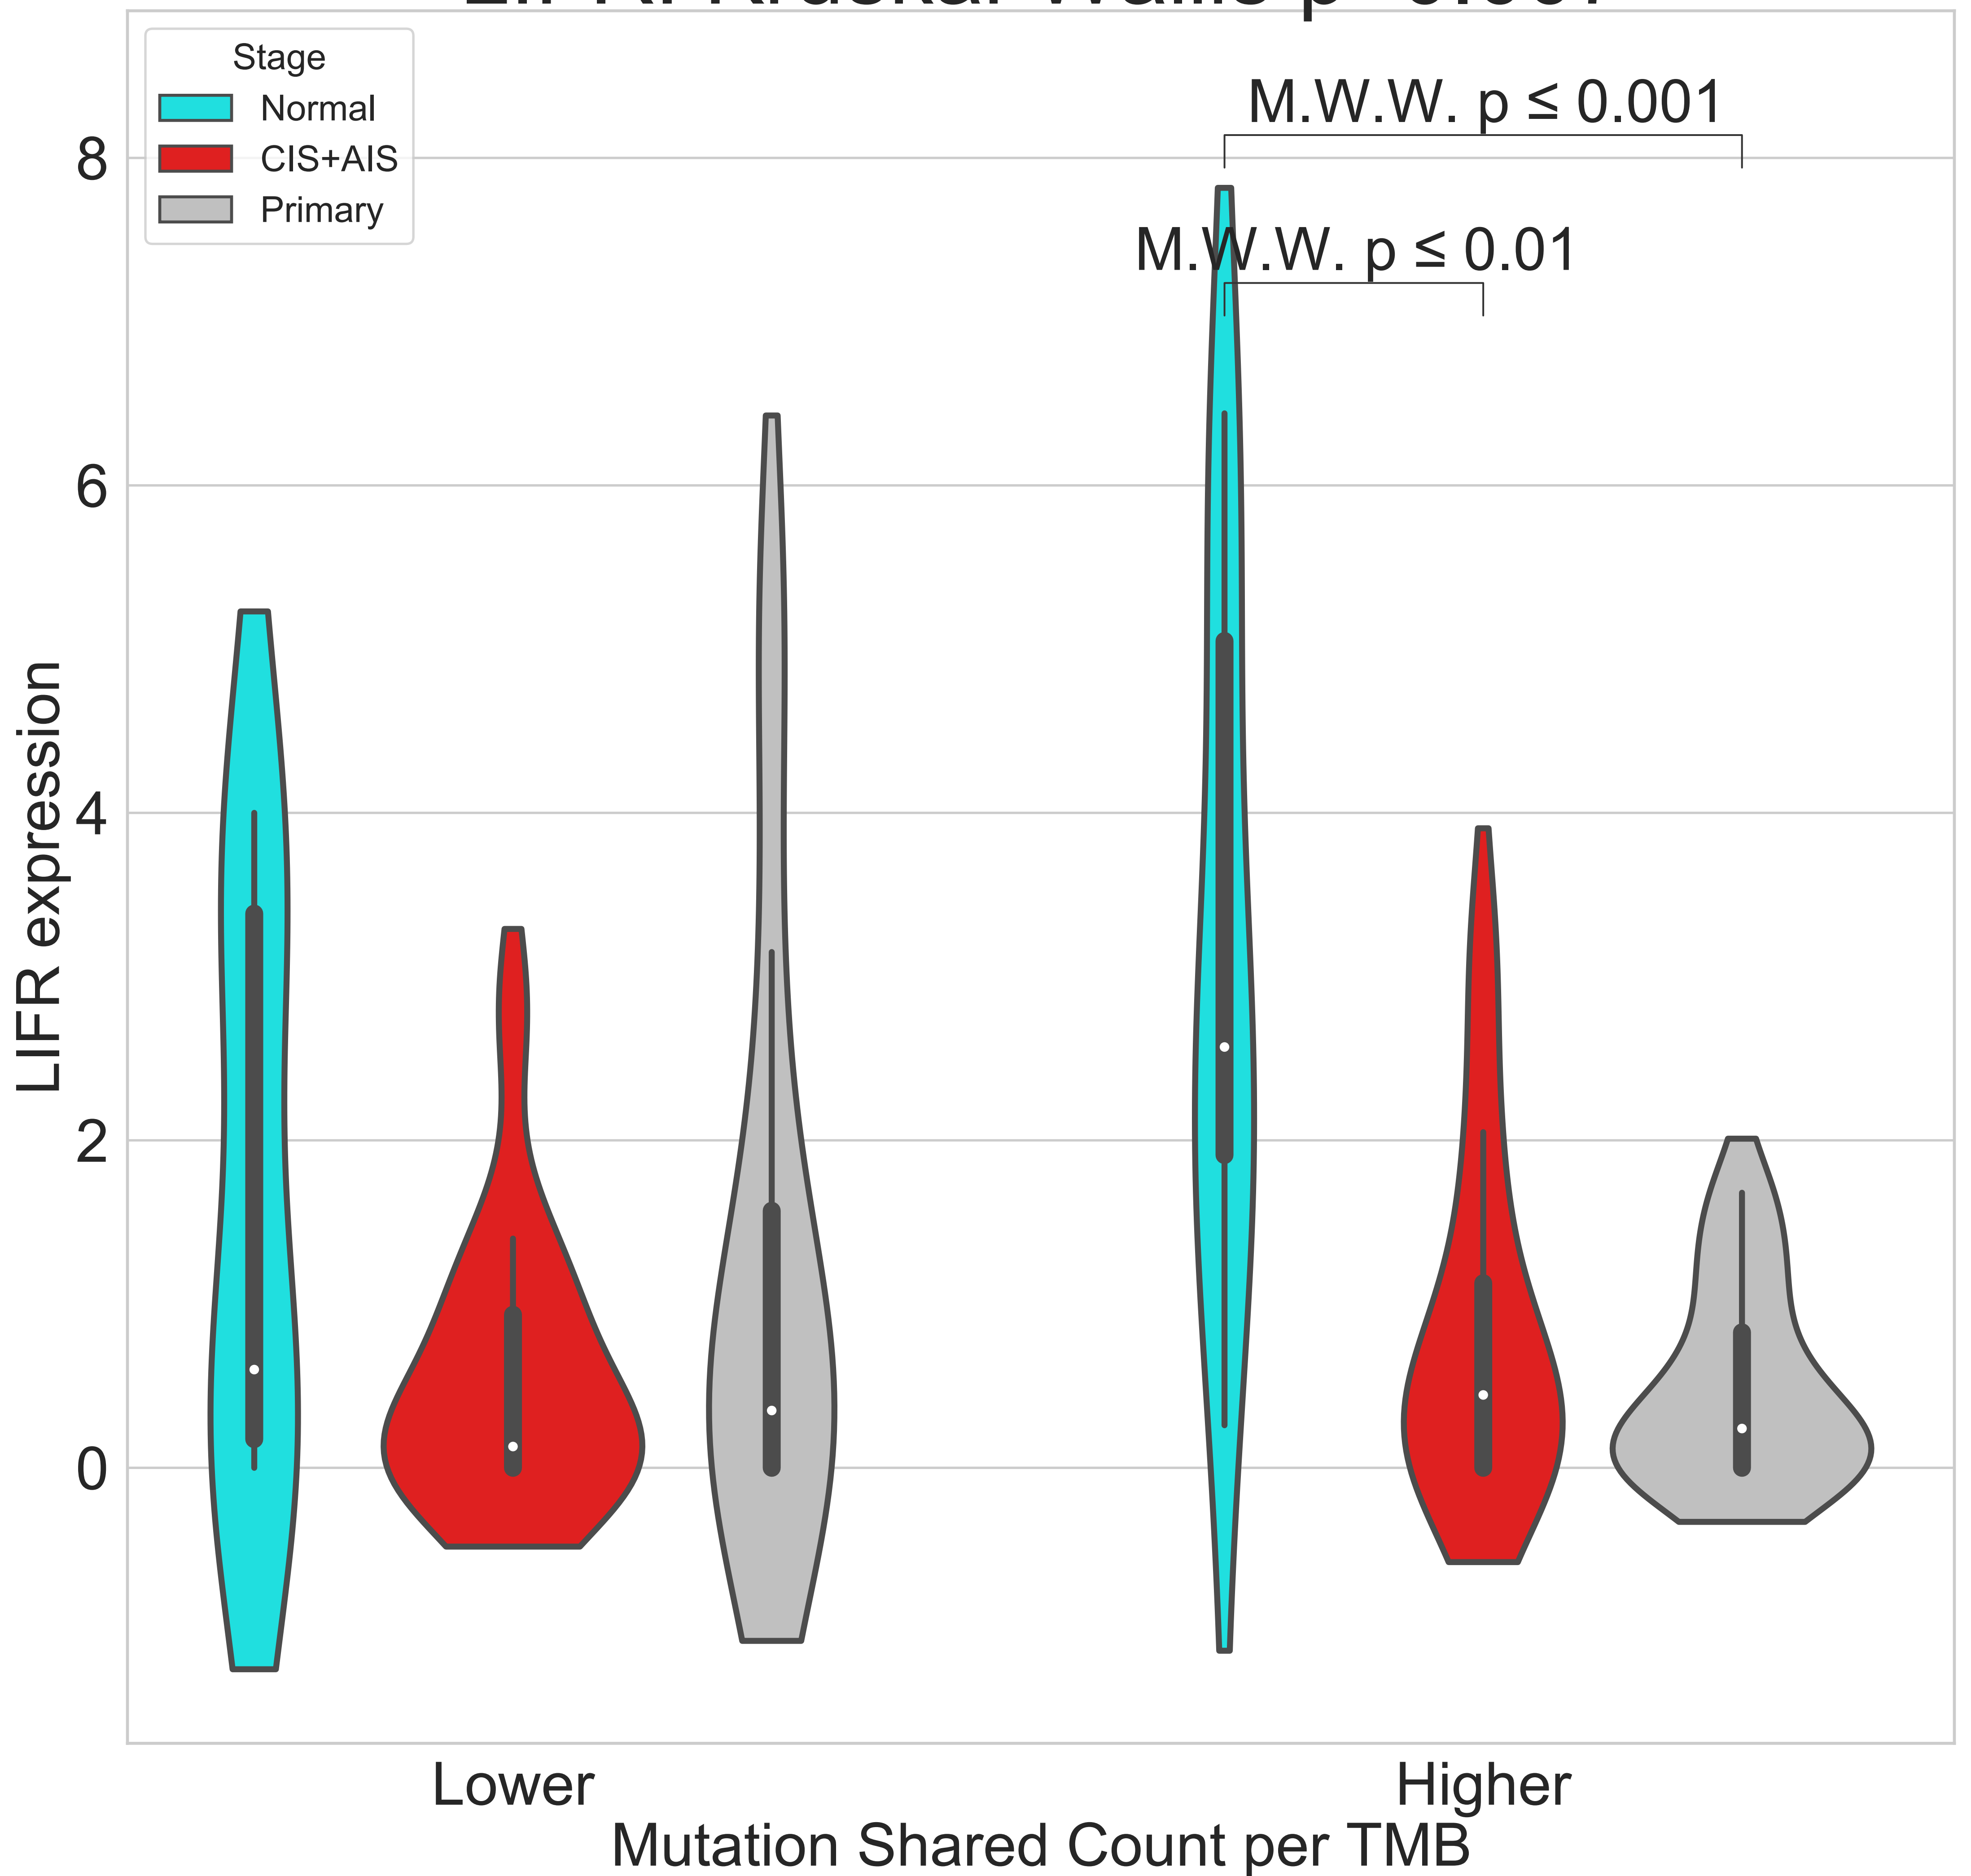 Stage
Normal
CIS+AIS
Primary
M.W.W. p ≤ 0.001
M.W.W. p ≤ 0.01
8
6
4
2
0
LIFR expression
Lower
Higher
Mutation Shared Count per TMB